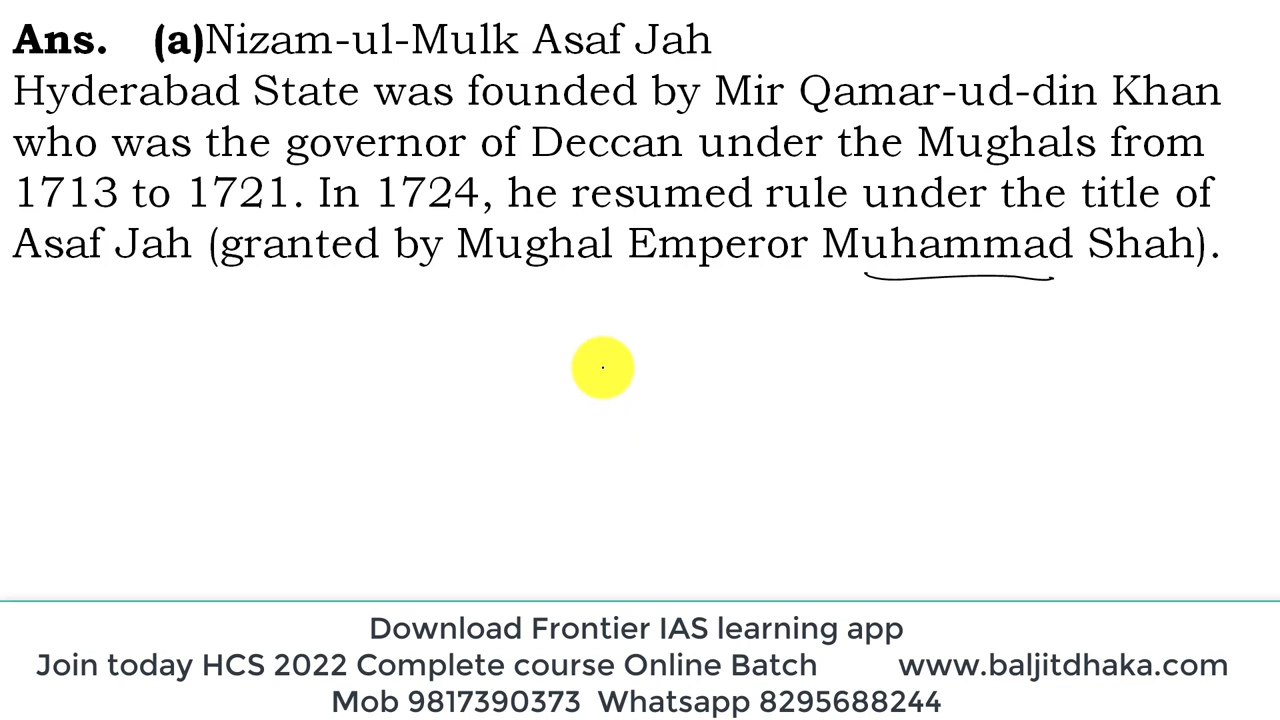 Ans. (a)Nizam-ul-Mulk Asaf Jah
Hyderabad State was founded by Mir Qamar-ud-din Khan
who was the governor of Deccan under the Mughals from
1713 to 1721. In 1724, he resumed rule under the title of
Asaf Jah (granted by Mughal Emperor Muhammad Shah).
Download Frontier IAS learning app
Join today HCS 2022 Complete course Online Batch www.baljitdhaka.com
Mob 9817390373 Whatsapp 8295688244